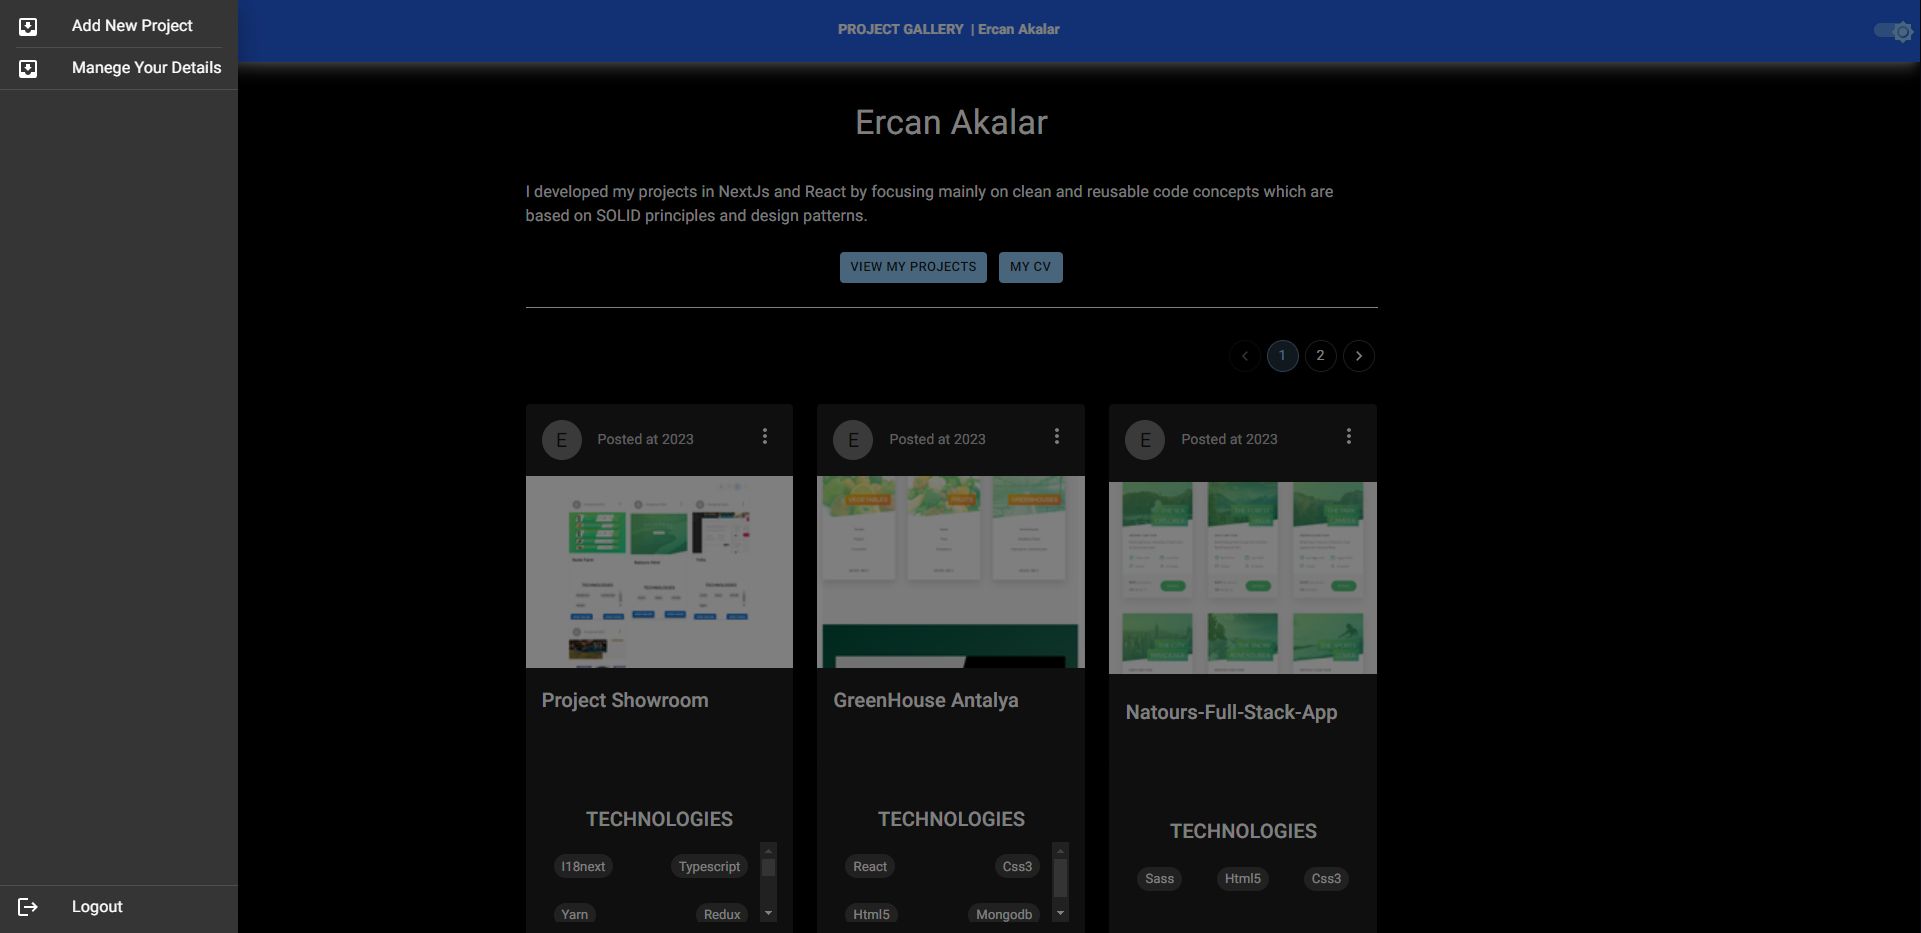 Add New Project
Manege Your Details
Logout
PROJECT GALLERY | Ercan Akalar
Ercan Akalar
I developed my projects in NextJs and React by focusing mainly on clean and reusable code concepts which are
based on SOLID principles and design patterns.
VIEW MY PROJECTS
MY CV
1
2
E
Posted at 2023
Project Showroom
TECHNOLOGIES
I18next
Typescript
Yarn
Redux
E
Posted at 2023
VEGETABLES
FRUITS
GREENHOUSES
GreenHouse Antalya
TECHNOLOGIES
React
Css3
Html5
Mongodb
E
Posted at 2023
Natours-Full-Stack-App
TECHNOLOGIES
Sass
Html5
Css3